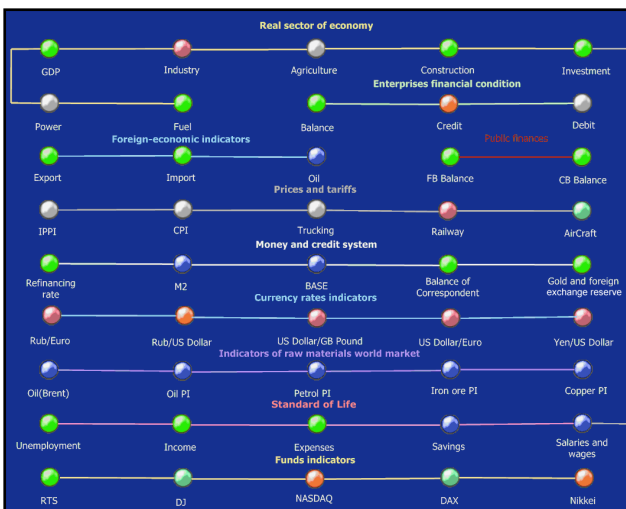 Real sector of economy
GDP Industry Agriculture Construction Investment
Enterprises financial condition
Power Fuel Balance Credit Debit
Foreign-economic indicators Public finances
Export Import Oil FB Balance CB Balance
Prices and tariffs
IPPI CPI Trucking Railway AirCraft
Money and credit system
Refinancing rate M2 BASE Balance of Correspondent Gold and foreign exchange reserve
Currency rates indicators
Rub/Euro Rub/US Dollar US Dollar/GB Pound US Dollar/Euro Yen/US Dollar
Indicators of raw materials world market
Oil(Brent) Oil PI Petrol PI Iron ore PI Copper PI
Standard of Life
Unemployment Income Expenses Savings Salaries and wages
Funds indicators
RTS DJ NASDAQ DAX Nikkei